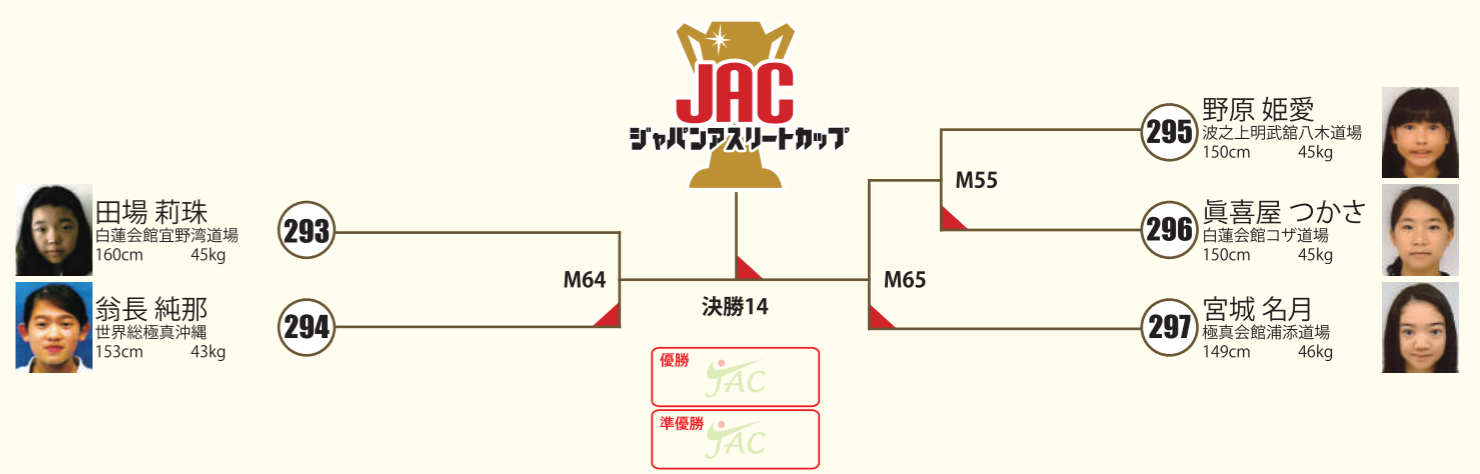 JAC
ジャパンアスリートカップ
田場 莉珠
白蓮会館宜野湾道場
160cm 45kg
293
翁長 純那
世界総極真沖縄
153cm 43kg
294
M64
決勝14
M65
M55
295
野原 姫愛
波之上明武舘八木道場
150cm 45kg
296
眞喜屋 つかさ
白蓮会館コザ道場
150cm 45kg
297
宮城 名月
極真会館浦添道場
149cm 46kg
優勝
JAC
準優勝
JAC